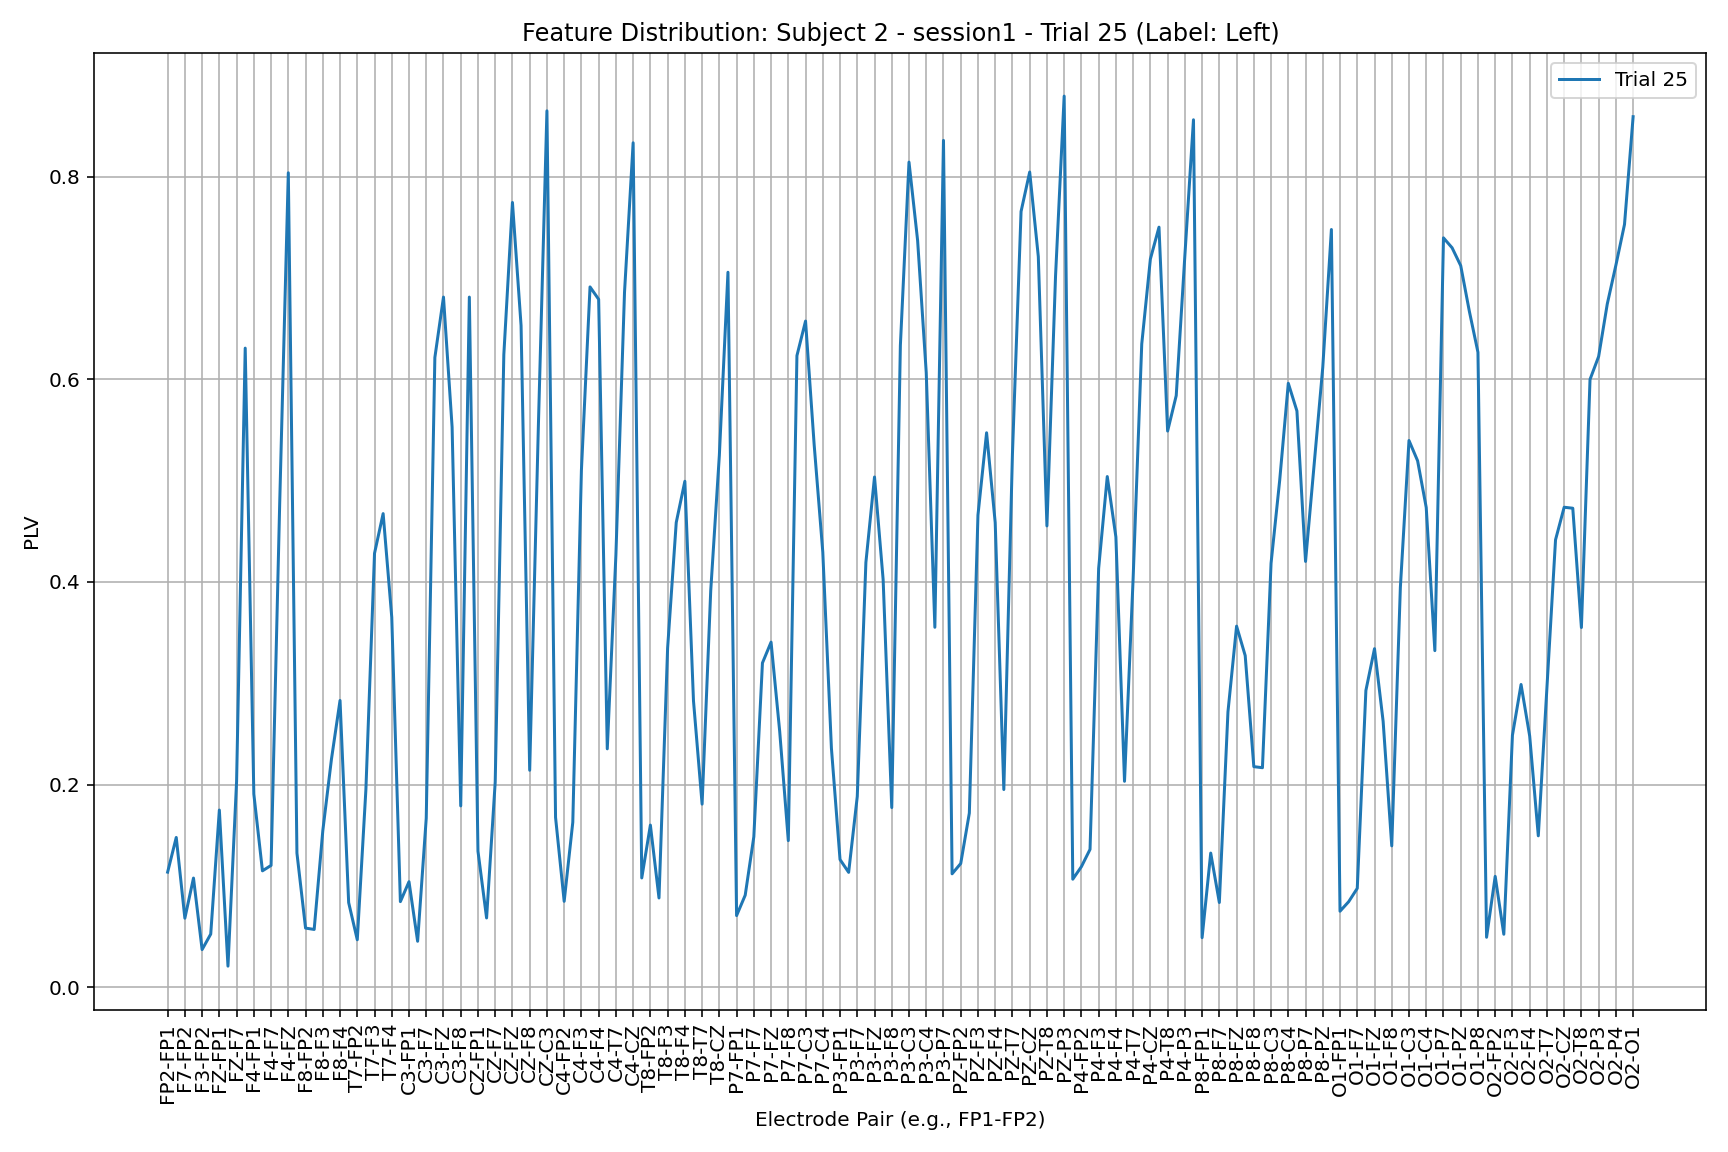 Feature Distribution: Subject 2 - session1 - Trial 25 (Label: Left)
Trial 25
PLV
0.8
0.6
0.4
0.2
0.0
FP2-FP1
F7-FP2
F3-FP2
FZ-FP1
FZ-F7
F4-FP1
F4-F7
F4-FZ
F8-FP2
F8-F3
F8-F4
T7-FP2
T7-F3
T7-F4
C3-FP1
C3-F7
C3-FZ
C3-F8
CZ-FP1
CZ-F7
CZ-FZ
CZ-F8
CZ-C3
C4-FP2
C4-F3
C4-F4
C4-T7
C4-CZ
T8-FP2
T8-F3
T8-F4
T8-T7
T8-CZ
P7-FP1
P7-F7
P7-FZ
P7-F8
P7-C3
P7-C4
P3-FP1
P3-F7
P3-FZ
P3-F8
P3-C3
P3-C4
P3-P7
PZ-FP2
PZ-F3
PZ-F4
PZ-T7
PZ-CZ
PZ-T8
PZ-P3
P4-FP2
P4-F3
P4-F4
P4-T7
P4-CZ
P4-T8
P4-P3
P8-FP1
P8-F7
P8-FZ
P8-F8
P8-C3
P8-C4
P8-P7
P8-PZ
O1-FP1
O1-F7
O1-FZ
O1-F8
O1-C3
O1-C4
O1-P7
O1-PZ
O1-P8
O2-FP2
O2-F3
O2-F4
O2-T7
O2-CZ
O2-T8
O2-P3
O2-P4
O2-O1
Electrode Pair (e.g., FP1-FP2)